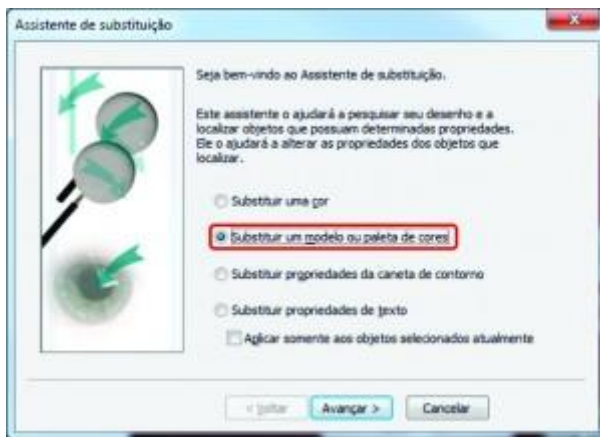 Assistente de substituição
Seja bem-vindo ao Assistente de substituição.
Este assistente o ajudará a pesquisar seu desenho e a
localizar objetos que possuam determinadas propriedades.
Ele o ajudará a alterar as propriedades dos objetos que
localizar.
Substituir uma cor
Substituir um modelo ou paleta de cores
Substituir propriedades da caneta de contorno
Substituir propriedades de texto
Aplicar somente aos objetos selecionados atualmente
< Voltar
Avançar >
Cancelar